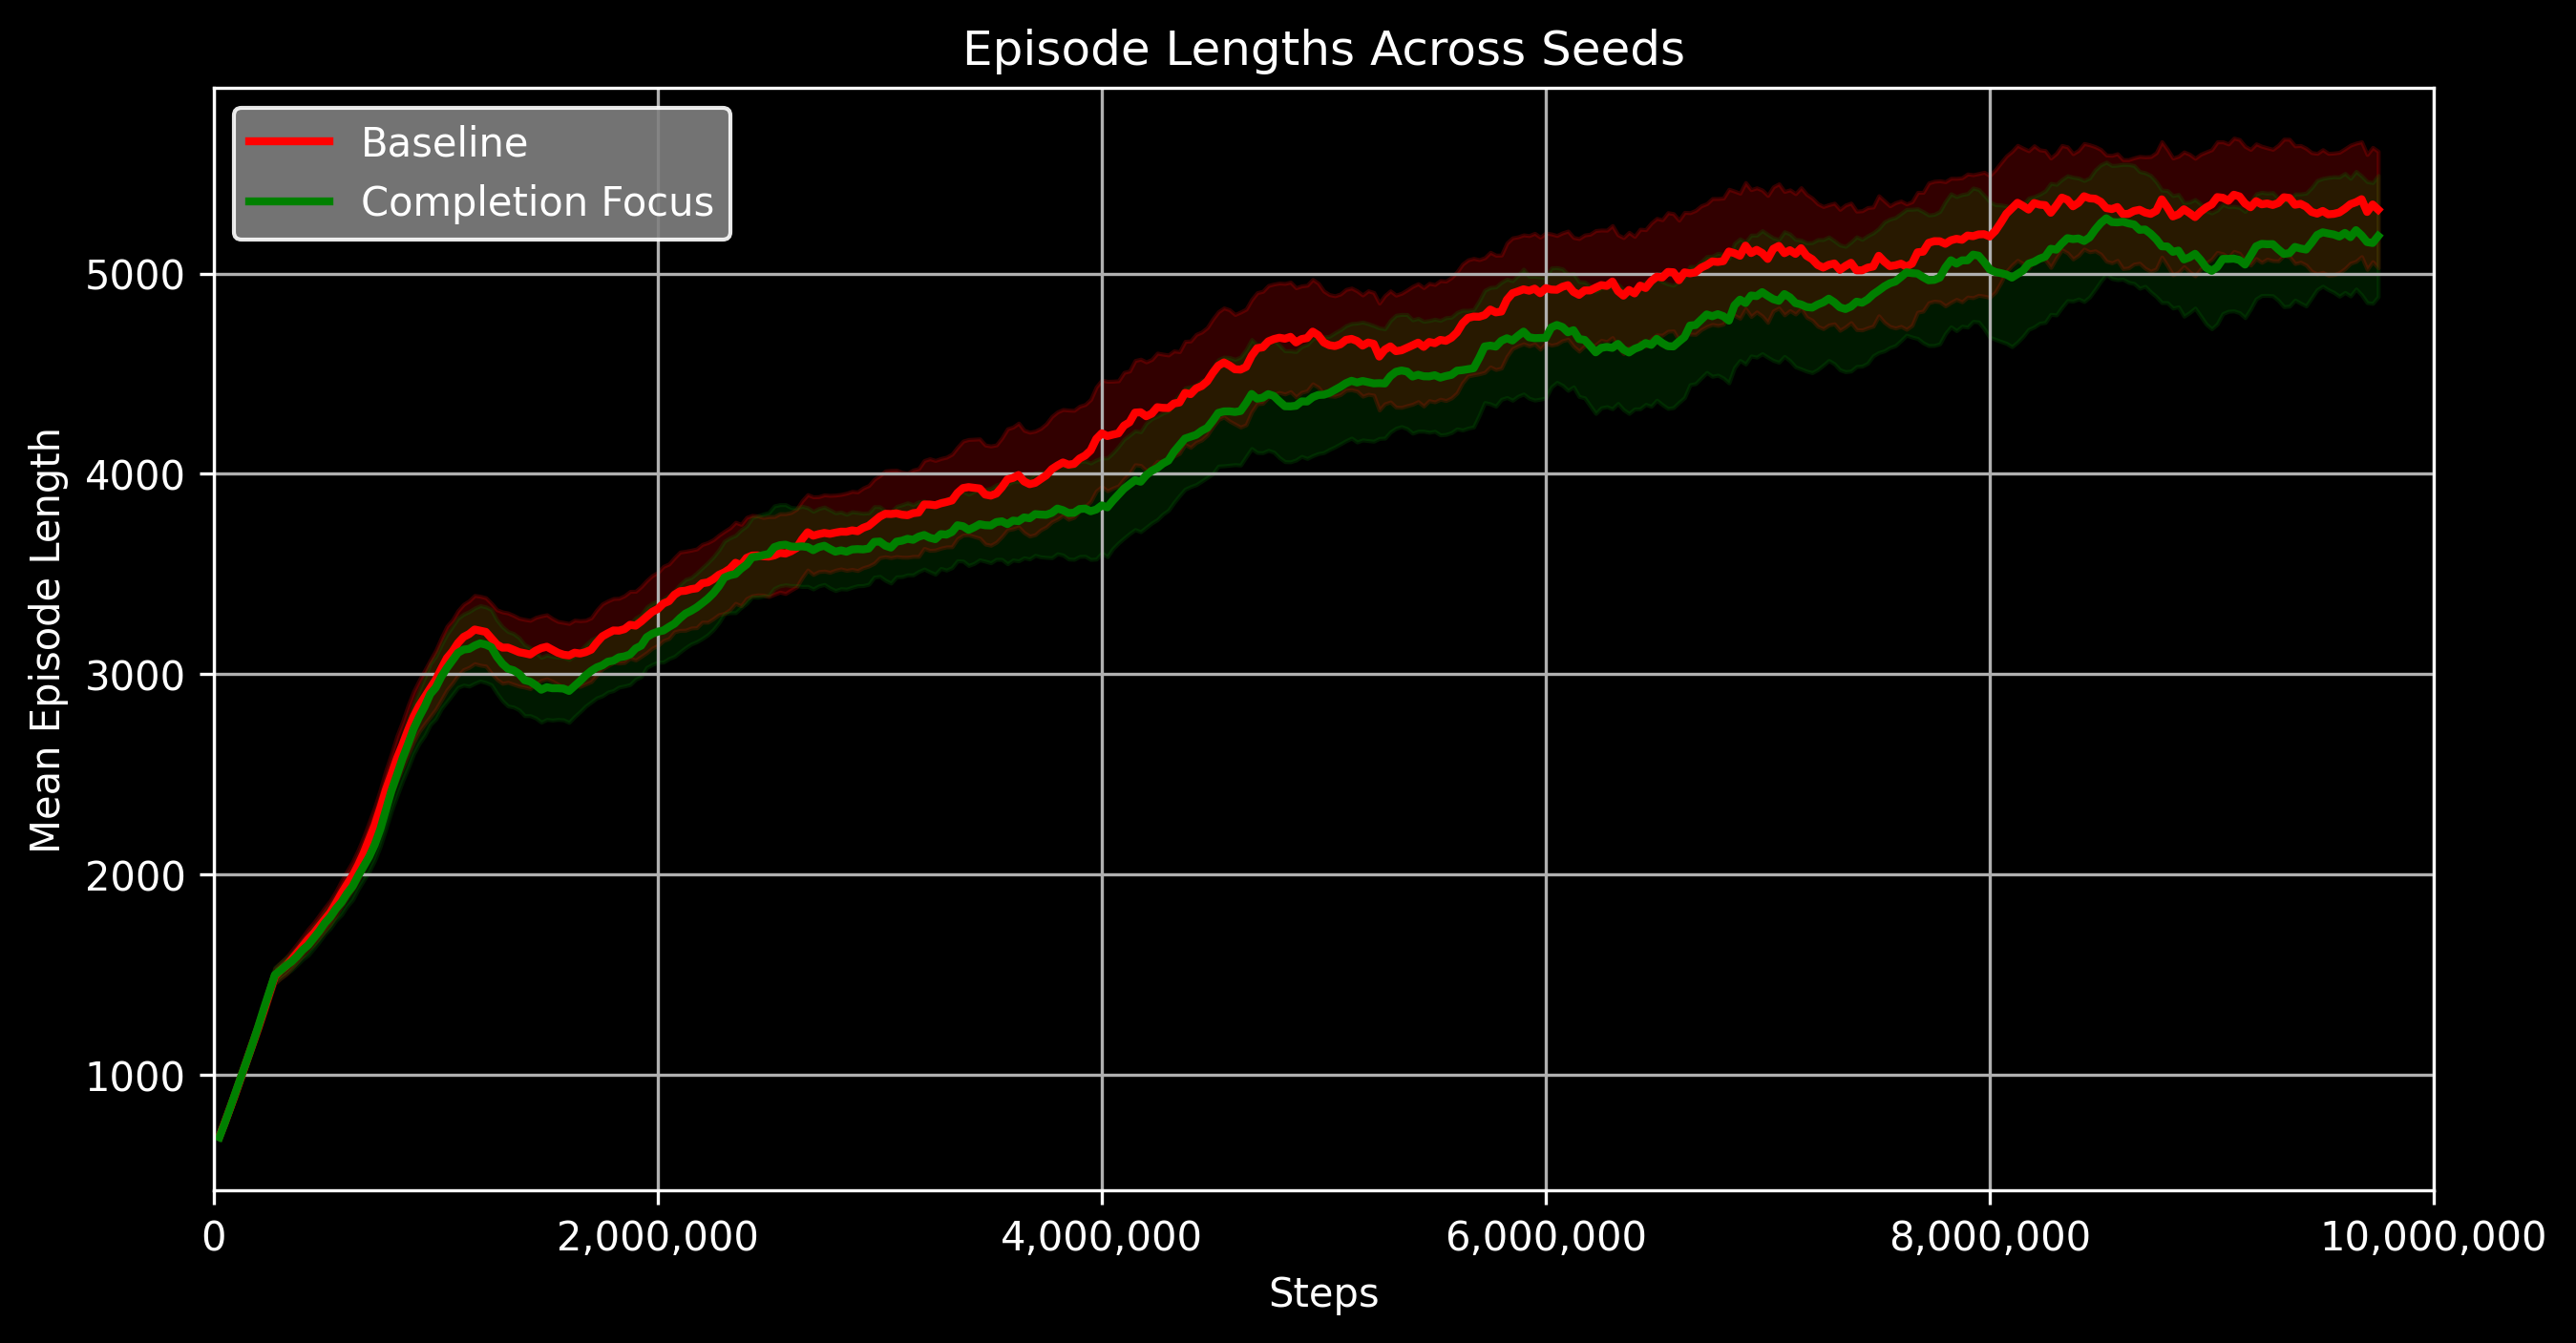 Episode Lengths Across Seeds
Baseline
Completion Focus
Mean Episode Length
5000
4000
3000
2000
1000
0
2,000,000
4,000,000
6,000,000
8,000,000
10,000,000
Steps